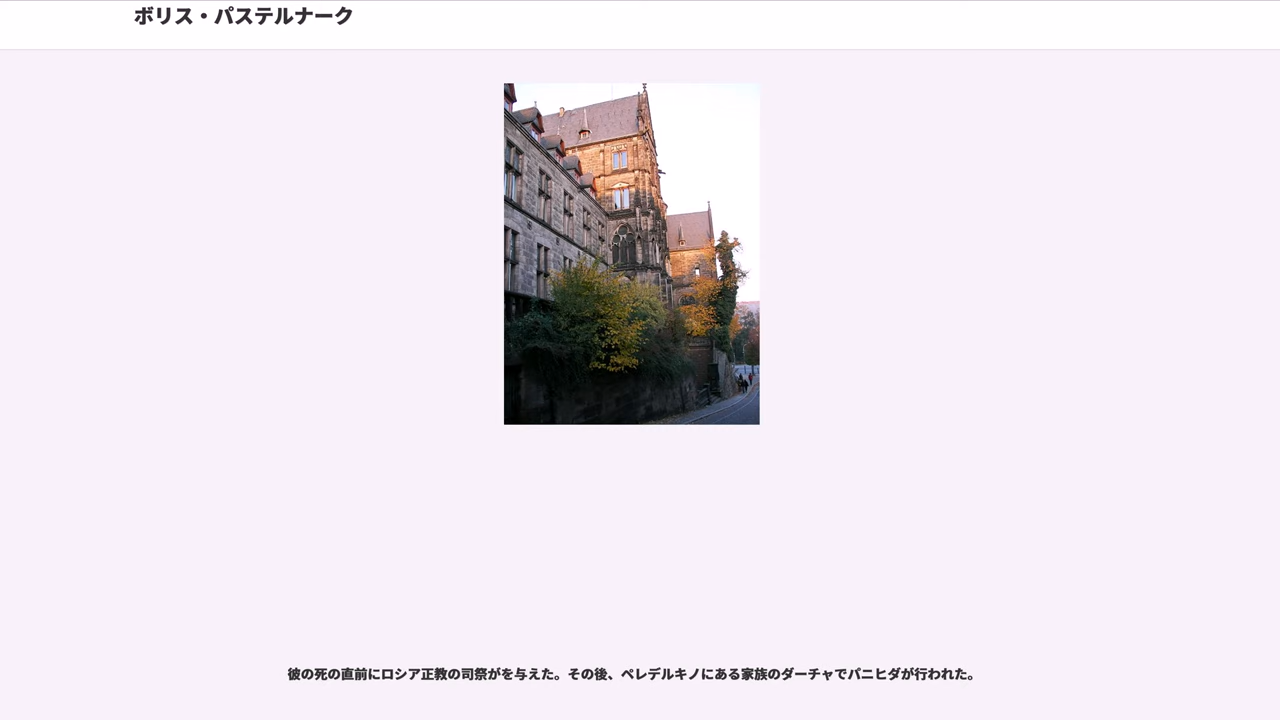 ボリス・パステルナーク
彼の死の直前にロシア正教の司祭がを与えた。その後、ペレデルキノにある家族のダーチャでパニヒダが行われた。